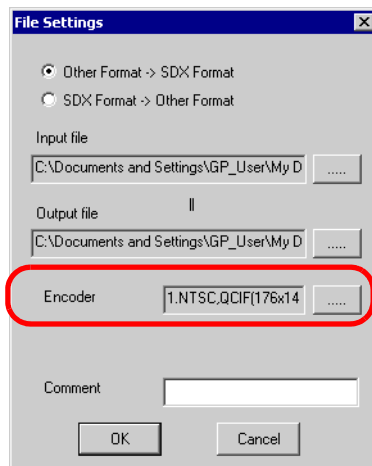 File Settings
Other Format -> SDX Format
SDX Format -> Other Format
Input file
C:\Documents and Settings\GP_User\My D .....
Output file
C:\Documents and Settings\GP_User\My D .....
Encoder 1.NTSC,QCIF(176x14 .....
Comment
OK Cancel